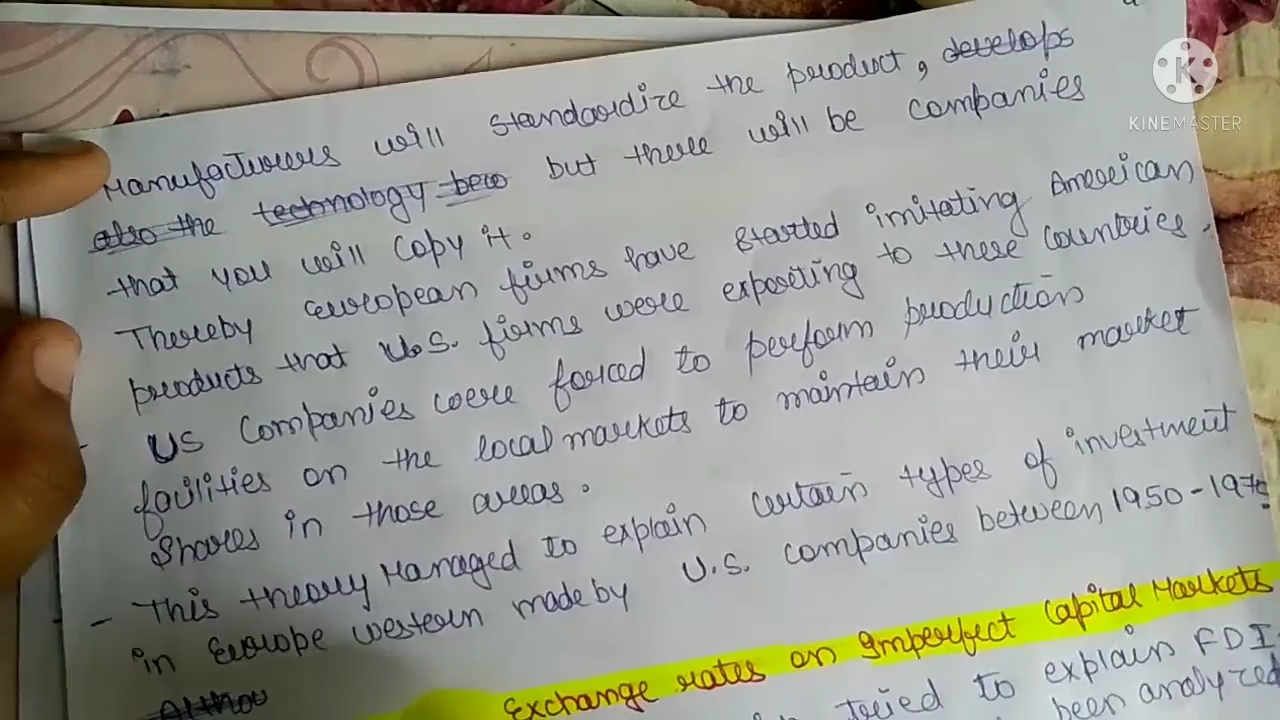 Manufacturers will standardize the product, develops
also the technology but there will be companies
that you will copy it.
Thereby european firms have started imitating American
products that U.S. firms were exporting to these countries.
- US companies were forced to perform production
facilities on the local markets to maintain their market
shares in those areas.
- This theory managed to explain certain types of investment
in Europe western made by U.S. companies between 1950-1970
Althou
Exchange rates on Imperfect Capital Markets
tried to explain FDI
been analyzed
K
KINEMASTER